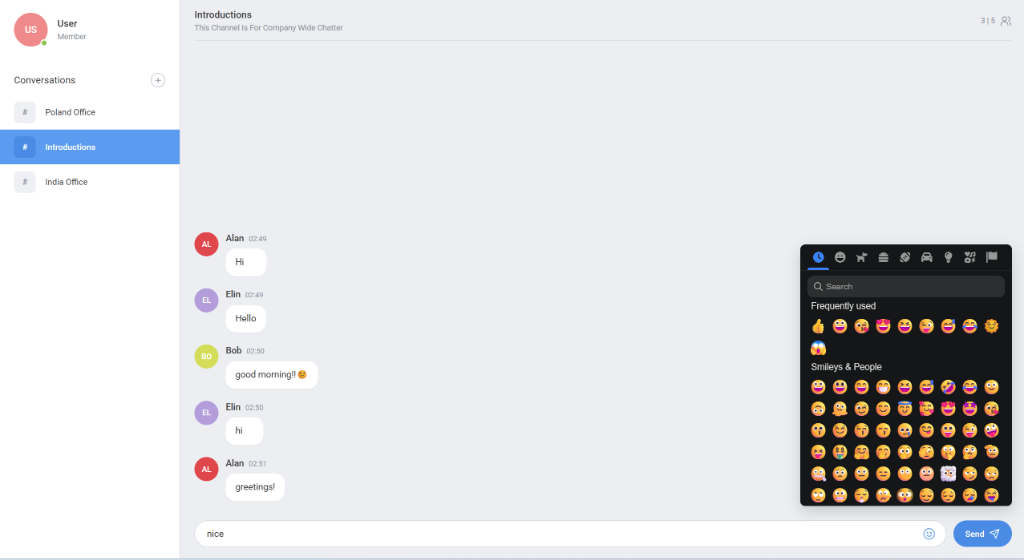 US
User
Member
Conversations
# Poland Office
# Introductions
# India Office
Introductions
This Channel Is For Company Wide Chatter
3 | 5
AL
Alan 02:49
Hi
EL
Elin 02:49
Hello
BO
Bob 02:50
good morning!! 🌞
EL
Elin 02:50
hi
AL
Alan 02:51
greetings!
Search
Frequently used
Smileys & People
nice
Send